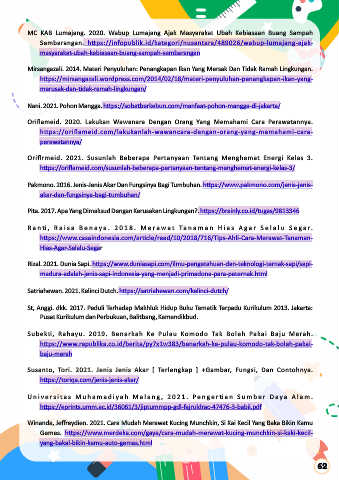 MC KAB Lumajang. 2020. Wabup Lumajang Ajak Masyarakat Ubah Kebiasaan Buang Sampah
Sembarangan. https://infopublik.id/kategori/nusantara/489026/wabup-lumajang-ajak-
masyarakat-ubah-kebiasaan-buang-sampah-sembarangan
Mirsangazali. 2014. Materi Penyuluhan: Penangkapan Ikan Yang Merusak Dan Tidak Ramah Lingkungan.
https://mirsangazali.wordpress.com/2014/02/18/materi-penyuluhan-penangkapan-ikan-yang-
merusak-dan-tidak-ramah-lingkungan/
Nani. 2021. Pohon Mangga. https://sobatberkebun.com/manfaat-pohon-mangga-di-jakarta/
Oriflameid. 2020. Lakukan Wawancara Dengan Orang Yang Memahami Cara Perawatannya.
https://oriflameid.com/lakukanlah-wawancara-dengan-orang-yang-memahami-cara-
perawatannya/
Oriflrmeid. 2021. Susunlah Beberapa Pertanyaan Tentang Menghemat Energi Kelas 3.
https://oriflameid.com/susunlah-beberapa-pertanyaan-tentang-menghemat-energi-kelas-3/
Pakmono. 2016. Jenis-Jenis Akar Dan Fungsinya Bagi Tumbuhan. https://www.pakmono.com/jenis-jenis-
akar-dan-fungsinya-bagi-tumbuhan/
Pita. 2017. Apa Yang Dimaksud Dengan Kerusakan Lingkungan?. https://brainly.co.id/tugas/9813346
Ranti, Raisa Banaya. 2018. Merawat Tanaman Hias Agar Selalu Segar.
https://www.casaindonesia.com/article/read/10/2018/716/Tips-Ahli-Cara-Merawat-Tanaman-
Hias-Agar-Selalu-Segar
Rizal. 2021. Dunia Sapi. https://www.duniasapi.com/ilmu-pengetahuan-dan-teknologi-ternak-sapi/sapi-
madura-adalah-jenis-sapi-indonesia-yang-menjadi-primadona-para-peternak.html
Satriahewan. 2021. Kelinci Dutch. https://satriahewan.com/kelinci-dutch/
St, Anggi. dkk. 2017. Peduli Terhadap Makhluk Hidup Buku Tematik Terpadu Kurikulum 2013. Jakarta:
Pusat Kurikulum dan Perbukuan, Balitbang, Kemendikbud.
Subekti, Rahayu. 2019. Benarkah Ke Pulau Komodo Tak Boleh Pakai Baju Merah.
https://www.republika.co.id/berita/py7x1w383/benarkah-ke-pulau-komodo-tak-boleh-pakai-
baju-merah
Susanto, Tori. 2021. Jenis Jenis Akar [ Terlengkap ] +Gambar, Fungsi, Dan Contohnya.
https://toriqa.com/jenis-jenis-akar/
Universitas Muhamadiyah Malang, 2021. Pengertian Sumber Daya Alam.
https://eprints.umm.ac.id/36061/3/jiptummpp-gdl-fajruldrac-47476-3-babii.pdf
Winanda, Jeffreydien. 2021. Cara Mudah Merawat Kucing Munchkin, Si Kaki Kecil Yang Bakal Bikin Kamu
Gemas. https://www.merdeka.com/gaya/cara-mudah-merawat-kucing-munchkin-si-kaki-kecil-
yang-bakal-bikin-kamu-auto-gemas.html
62